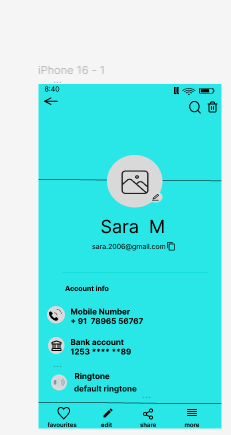 iPhone 16 - 1
8:40
Sara M
sara.2006@gmail.com
Account info
Mobile Number
+ 91 78965 56767
Bank account
1253 **** **89
...
Ringtone
default ringtone
...
favourites edit share more